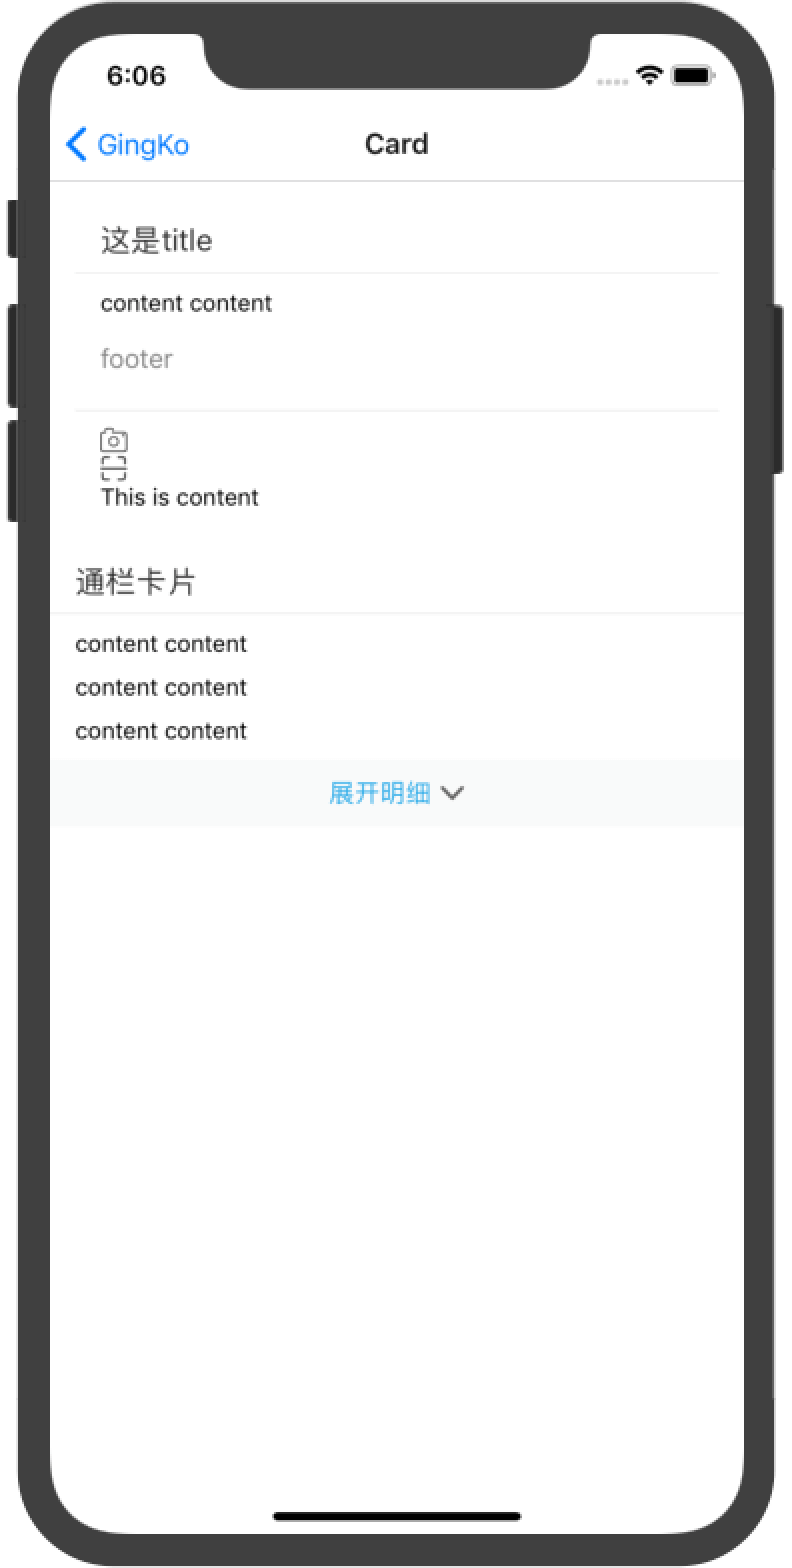 6:06
GingKo
Card
这是title
content content
footer
This is content
通栏卡片
content content
content content
content content
展开明细